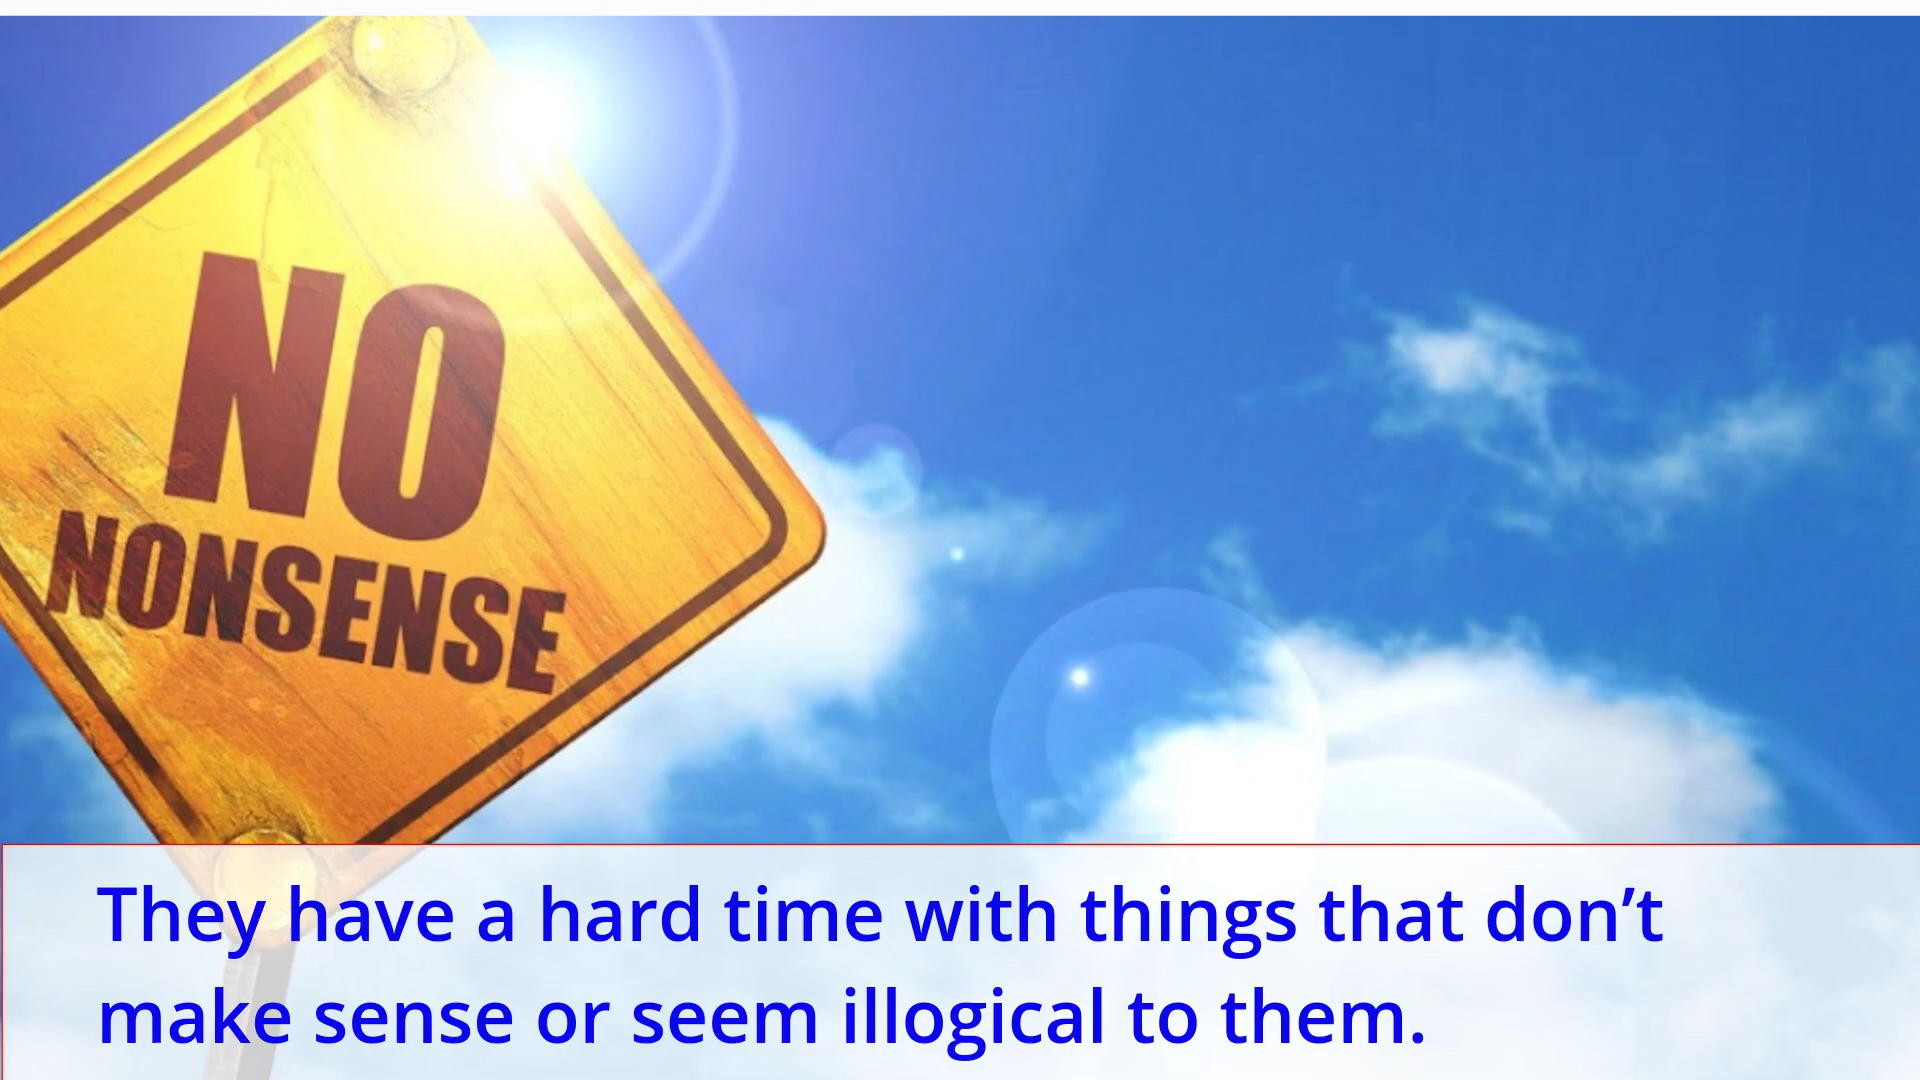 NO
NONSENSE
They have a hard time with things that don’t
make sense or seem illogical to them.